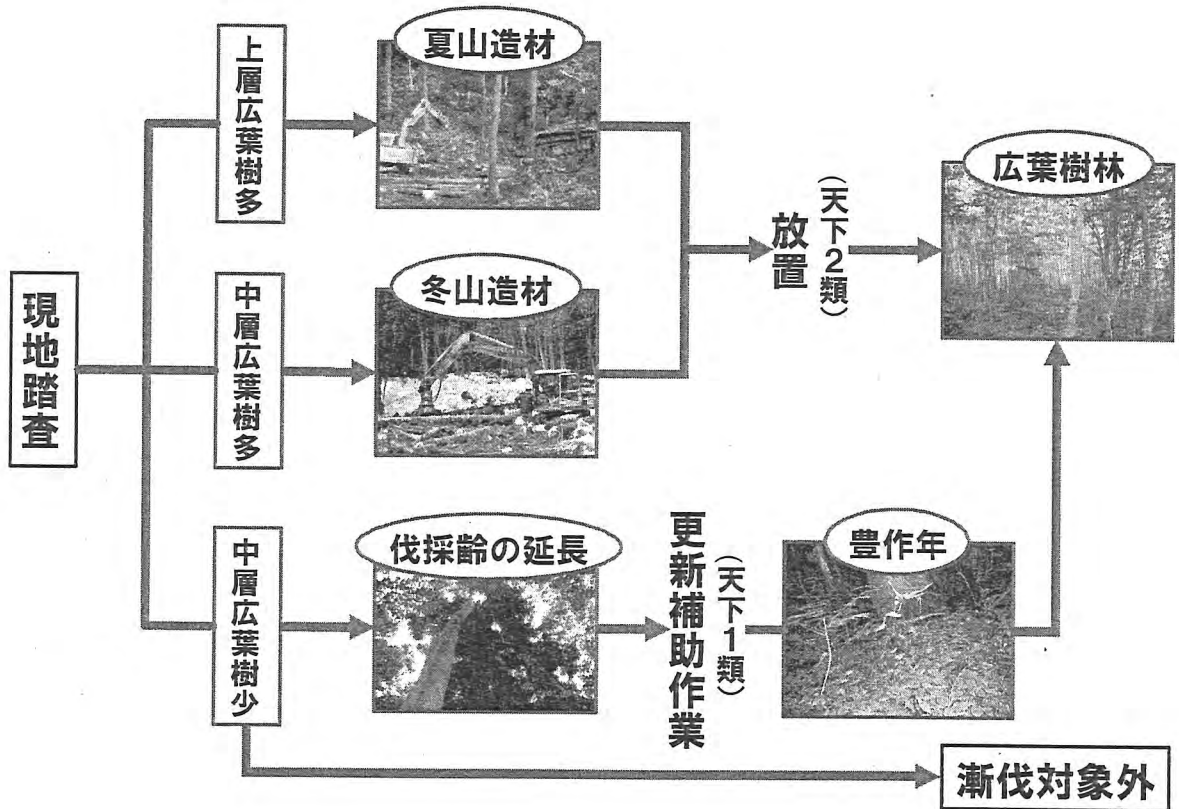 現地踏査
上層広葉樹多
夏山造材
中層広葉樹多
冬山造材
放置
(天下2類)
広葉樹林
中層広葉樹少
伐採齢の延長
更新補助作業
(天下1類)
豊作年
漸伐対象外